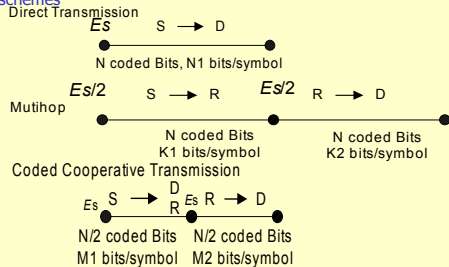 schemes
Direct Transmission
Es S → D
N coded Bits, N1 bits/symbol
Es/2 S → R Es/2 R → D
Mutihop
N coded Bits N coded Bits
K1 bits/symbol K2 bits/symbol
Coded Cooperative Transmission
Es S → D R Es R → D
N/2 coded Bits N/2 coded Bits
M1 bits/symbol M2 bits/symbol